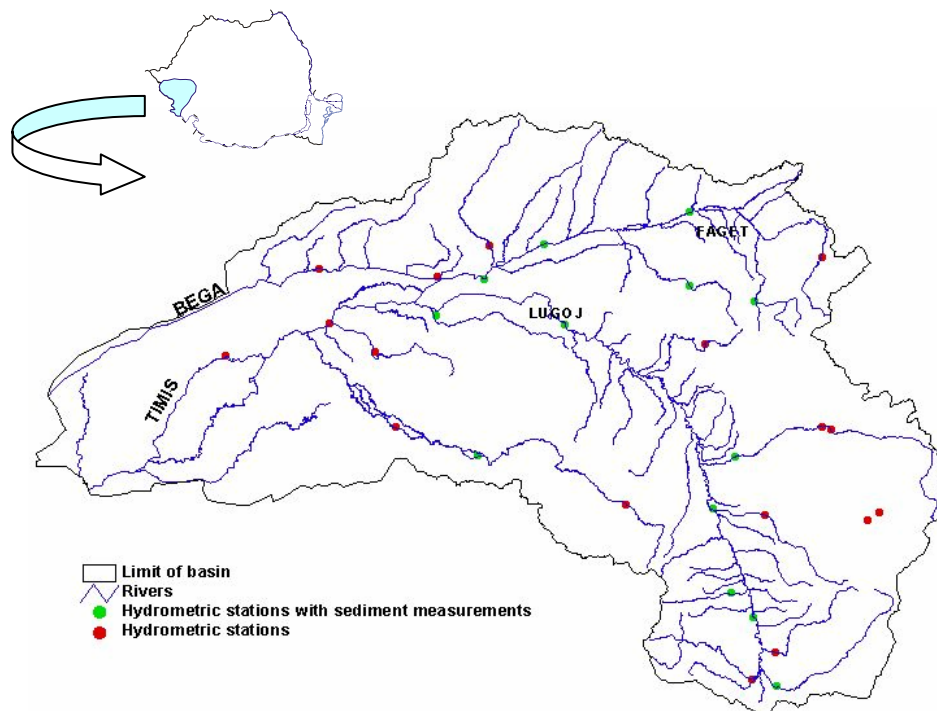 FAGET
BEGA
LUGOJ
TIMIS
Limit of basin
Rivers
Hydrometric stations with sediment measurements
Hydrometric stations